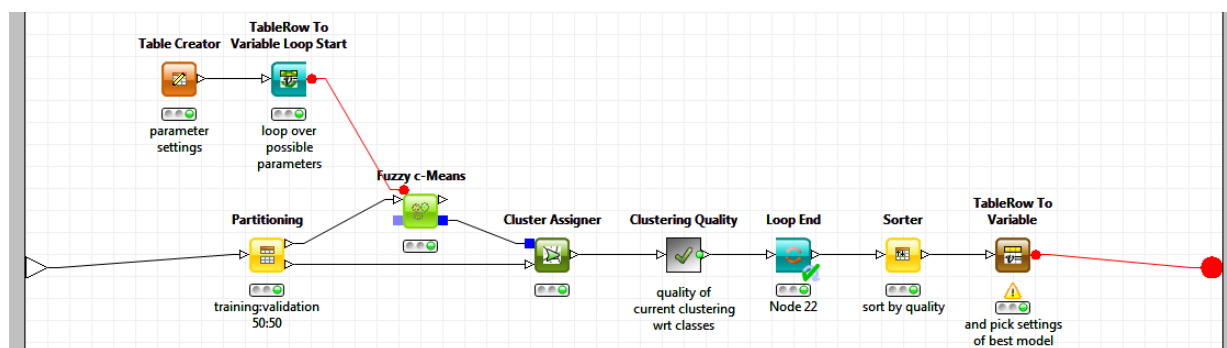 TableRow To
Table Creator Variable Loop Start
parameter
settings
loop over
possible
parameters
Fuzzy c-Means
TableRow To
Partitioning Cluster Assigner Clustering Quality Loop End Sorter Variable
training:validation
50:50
quality of
current clustering
wrt classes
Node 22
sort by quality
and pick settings
of best model